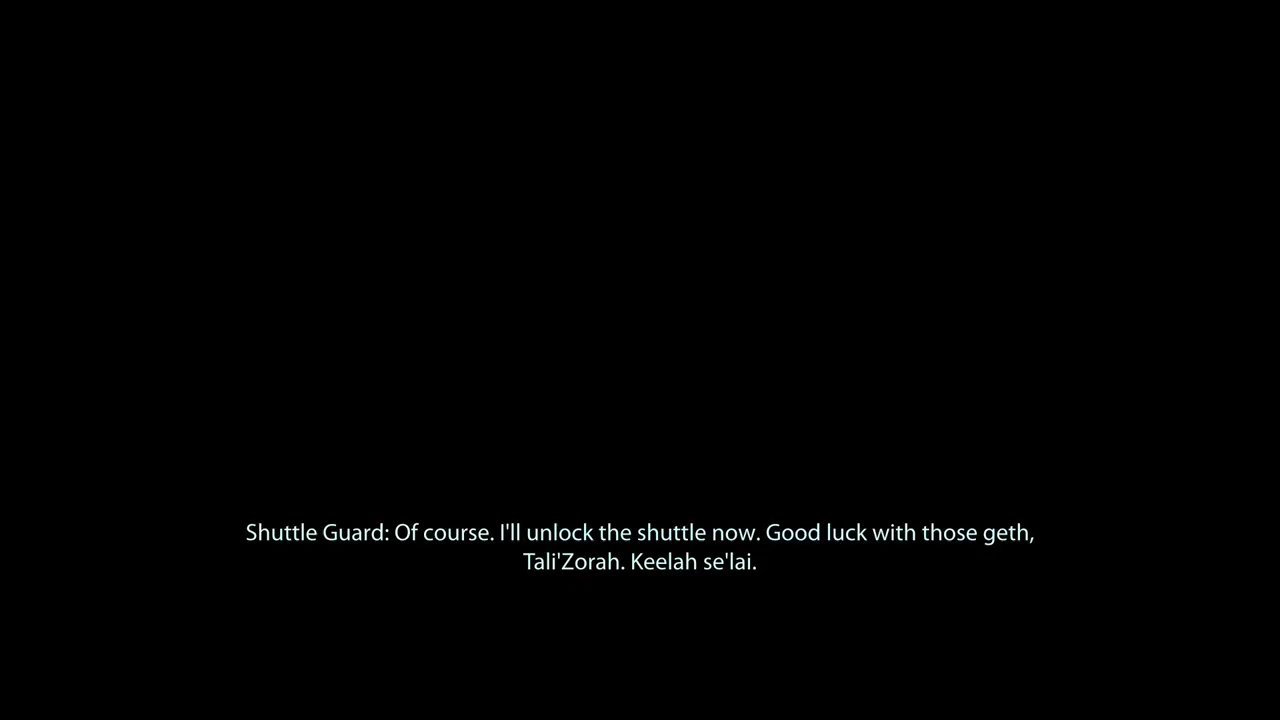 Shuttle Guard: Of course. I'll unlock the shuttle now. Good luck with those geth,
Tali'Zorah. Keelah se'lai.